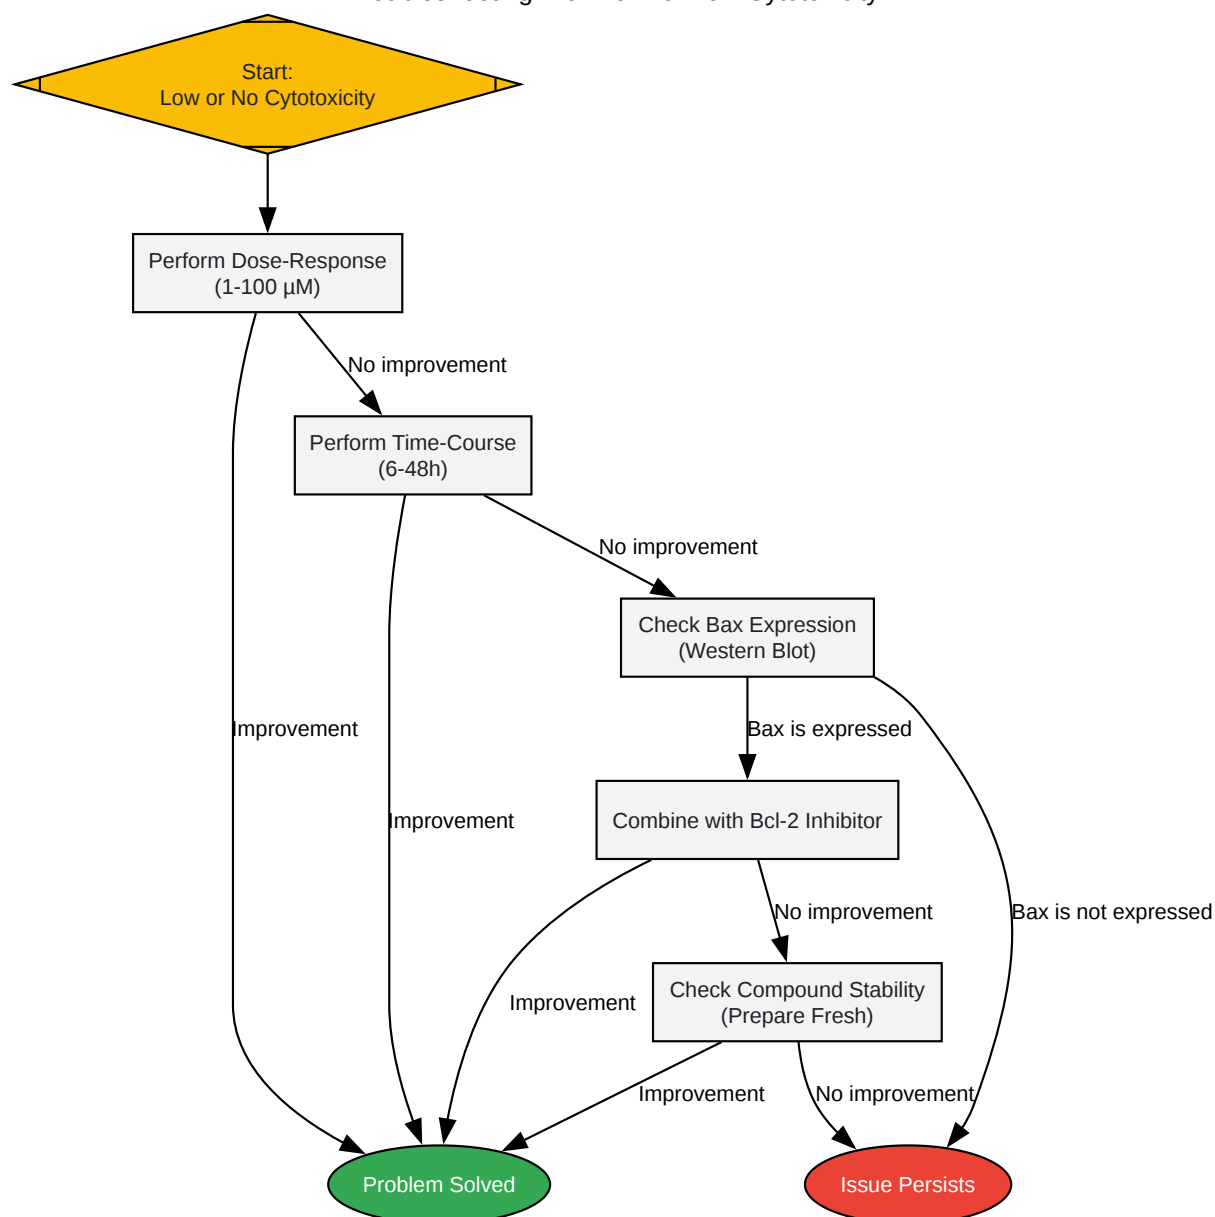 Start:
Low or No Cytotoxicity
Perform Dose-Response
(1-100 µM)
No improvement
Perform Time-Course
(6-48h)
No improvement
Check Bax Expression
(Western Blot)
Improvement
Bax is expressed
Improvement
Combine with Bcl-2 Inhibitor
No improvement
Bax is not expressed
Improvement
Check Compound Stability
(Prepare Fresh)
Improvement
No improvement
Problem Solved
Issue Persists